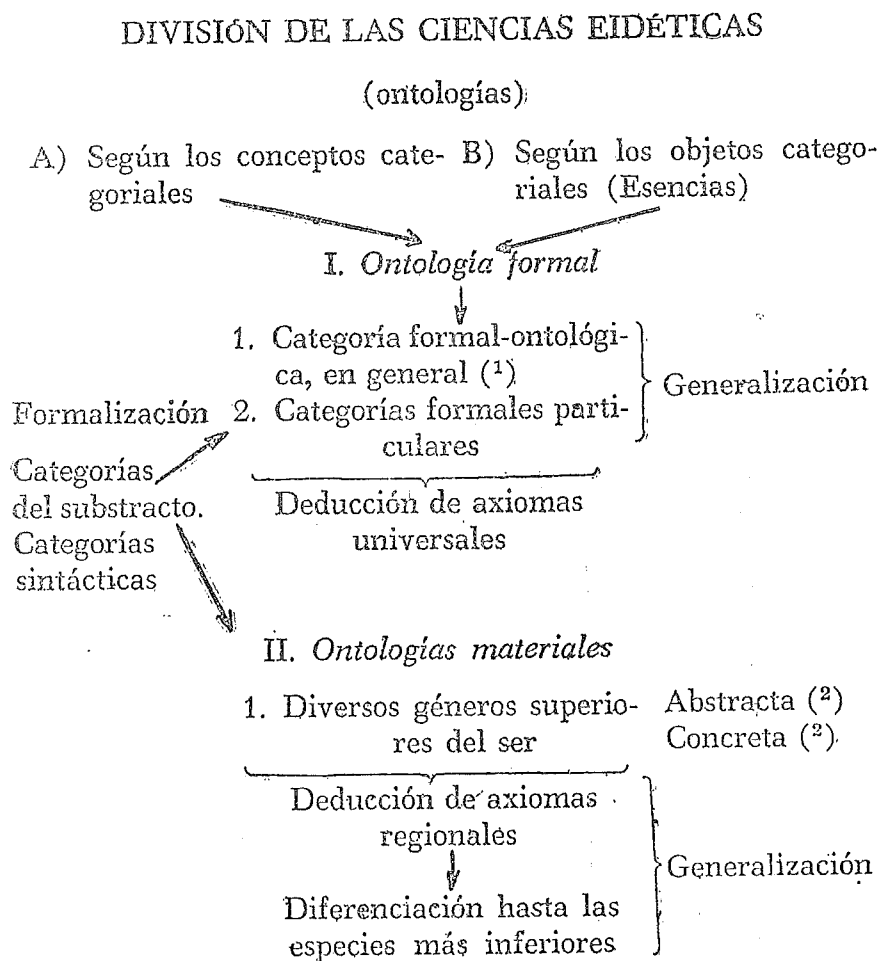 DIVISIÓN DE LAS CIENCIAS EIDÉTICAS
(ontologías)
A) Según los conceptos cate-
goriales
B) Según los objetos catego-
riales (Esencias)
I. Ontología formal
1. Categoría formal-ontológi-
ca, en general (¹)
2. Categorías formales parti-
culares
Generalización
Formalización
Categorías
del substracto.
Categorías
sintácticas
Deducción de axiomas
universales
II. Ontologías materiales
1. Diversos géneros superio-
res del ser
Abstracta (²)
Concreta (²).
Deducción de axiomas
regionales
Generalización
Diferenciación hasta las
especies más inferiores